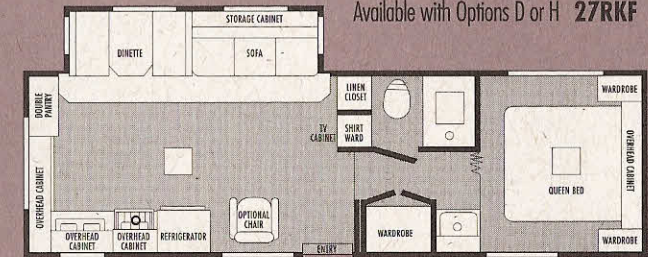 Available with Options D or H 27RKF
STORAGE CABINET
DINETTE
SOFA
DOUBLE
PANTRY
LINEN
CLOSET
TV
CABINET
SHIRT
WARD
WARDROBE
OVERHEAD CABINET
QUEEN BED
OVERHEAD CABINET
OPTIONAL
CHAIR
OVERHEAD
CABINET
OVERHEAD
CABINET
REFRIGERATOR
WARDROBE
WARDROBE
ENTRY